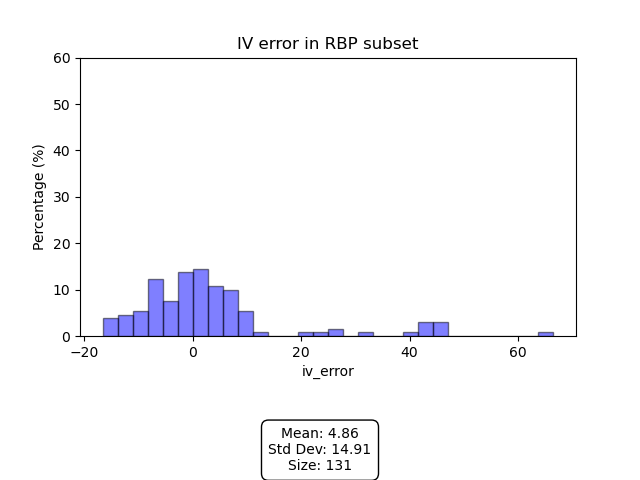 IV error in RBP subset
60
50
40
30
20
10
0
Percentage (%)
−20
0
20
40
60
iv_error
Mean: 4.86
Std Dev: 14.91
Size: 131